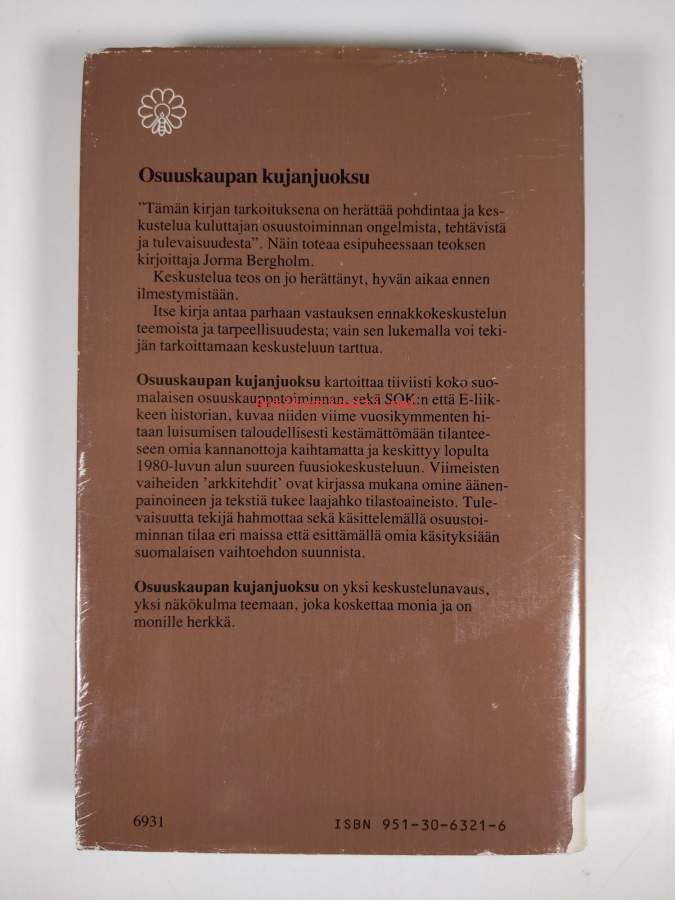 Osuuskaupan kujanjuoksu
”Tämän kirjan tarkoituksena on herättää pohdintaa ja kes-
kustelua kuluttajan osuustoiminnan ongelmista, tehtävistä
ja tulevaisuudesta”. Näin toteaa esipuheessaan teoksen
kirjoittaja Jorma Bergholm.
Keskustelua teos on jo herättänyt, hyvän aikaa ennen
ilmestymistään.
Itse kirja antaa parhaan vastauksen ennakkokeskustelun
teemoista ja tarpeellisuudesta; vain sen lukemalla voi teki-
jän tarkoittamaan keskusteluun tarttua.
Osuuskaupan kujanjuoksu kartoittaa tiiviisti koko suo-
malaisen osuuskauppatoiminnan, sekä SOK:n että E-liik-
keen historian, kuvaa niiden viime vuosikymmenten hi-
taan luisumisen taloudellisesti kestämättömään tilantee-
seen omia kannanottoja kaihtamatta ja keskittyy lopulta
1980-luvun alun suureen fuusiokeskusteluun. Viimeisten
vaiheiden 'arkkitehdit' ovat kirjassa mukana omine äänen-
painoineen ja tekstiä tukee laajahko tilastoaineisto. Tule-
vaisuutta tekijä hahmottaa sekä käsittelemällä osuustoi-
minnan tilaa eri maissa että esittämällä omia käsityksiään
suomalaisen vaihtoehdon suunnista.
Osuuskaupan kujanjuoksu on yksi keskustelunavaus,
yksi näkökulma teemaan, joka koskettaa monia ja on
monille herkkä.
6931
ISBN 951-30-6321-6